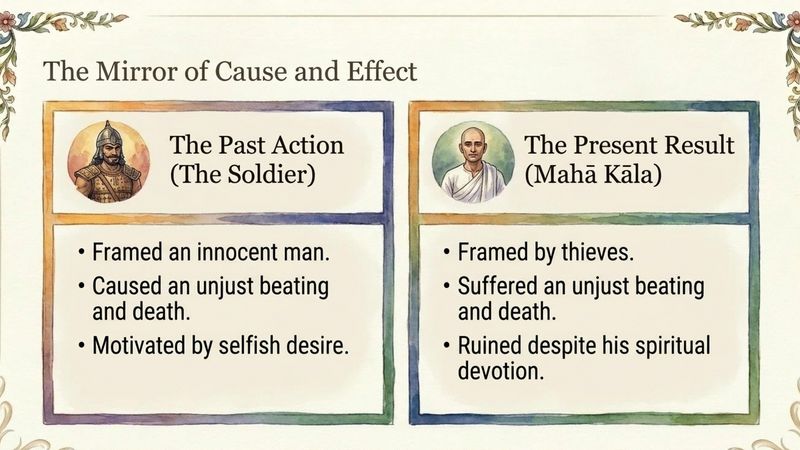 The Mirror of Cause and Effect
The Past Action
(The Soldier)
• Framed an innocent man.
• Caused an unjust beating
and death.
• Motivated by selfish desire.
The Present Result
(Mahā Kāla)
• Framed by thieves.
• Suffered an unjust beating
and death.
• Ruined despite his spiritual
devotion.